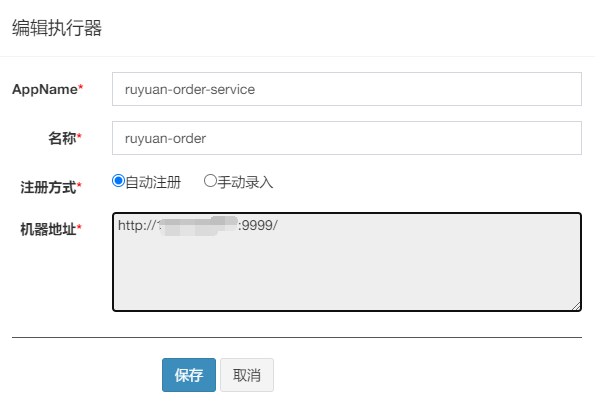 编辑执行器
AppName* ruyuan-order-service
名称* ruyuan-order
注册方式* 自动注册 手动录入
机器地址* http:// :9999/
保存 取消